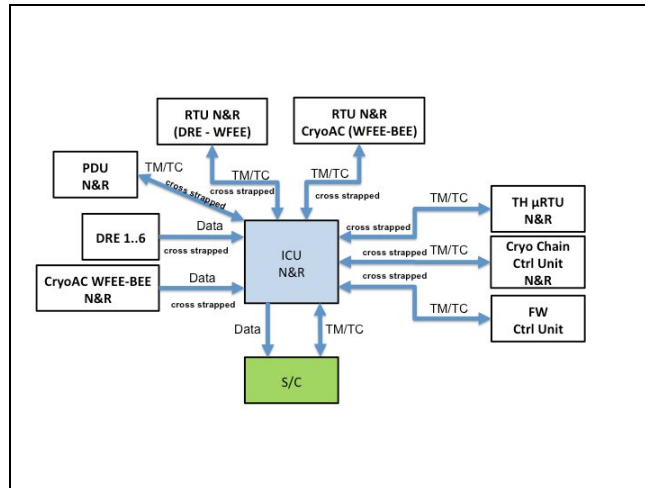 RTU N&R
(DRE - WFEE)
RTU N&R
CryoAC (WFEE-BEE)
PDU
N&R
TM/TC
cross strapped
TM/TC
cross strapped
TM/TC
cross strapped
DRE 1..6
Data
cross strapped
CryoAC WFEE-BEE
N&R
Data
cross strapped
ICU
N&R
cross strapped
TM/TC
TH µRTU
N&R
cross strapped
TM/TC
Cryo Chain
Ctrl Unit
N&R
cross strapped
TM/TC
FW
Ctrl Unit
Data
TM/TC
S/C